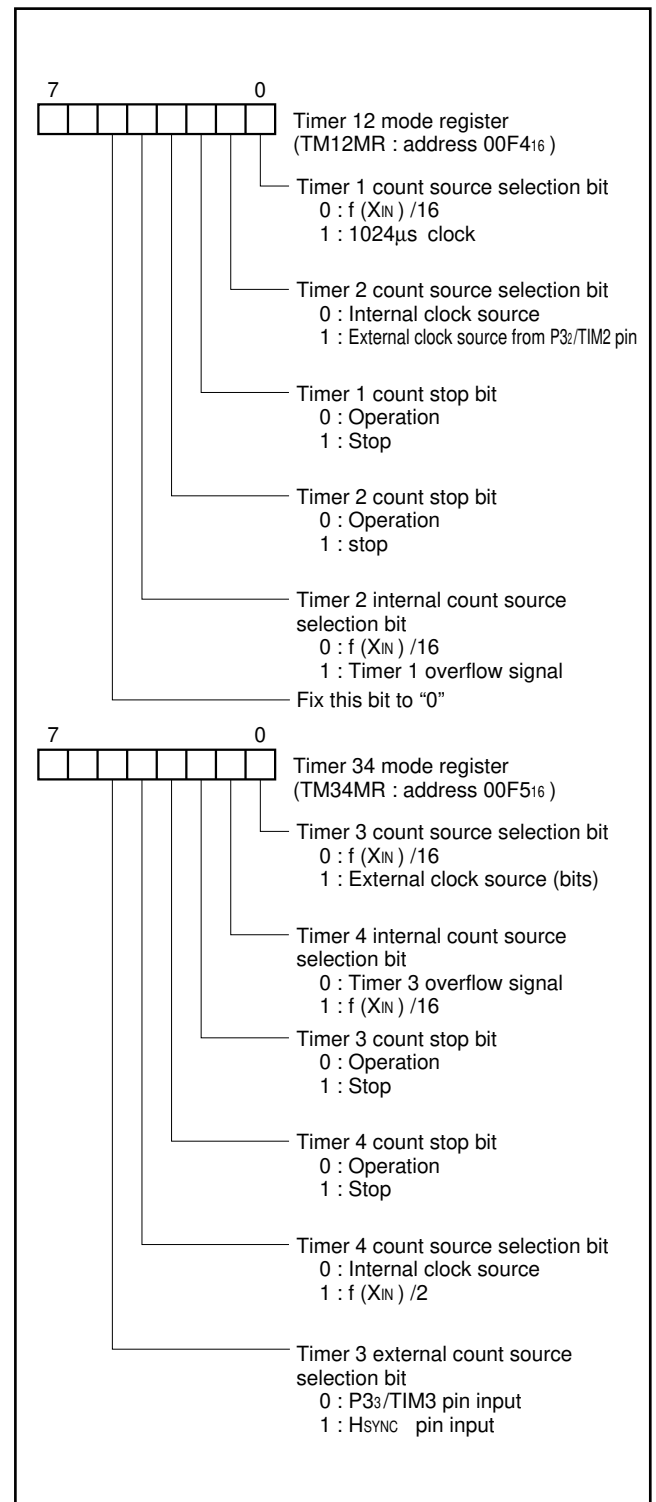 7 0
Timer 12 mode register
(TM12MR : address 00F416 )
Timer 1 count source selection bit
0 : f (XIN ) /16
1 : 1024μs clock
Timer 2 count source selection bit
0 : Internal clock source
1 : External clock source from P32/TIM2 pin
Timer 1 count stop bit
0 : Operation
1 : Stop
Timer 2 count stop bit
0 : Operation
1 : stop
Timer 2 internal count source
selection bit
0 : f (XIN ) /16
1 : Timer 1 overflow signal
Fix this bit to “0”
7 0
Timer 34 mode register
(TM34MR : address 00F516 )
Timer 3 count source selection bit
0 : f (XIN ) /16
1 : External clock source (bits)
Timer 4 internal count source
selection bit
0 : Timer 3 overflow signal
1 : f (XIN ) /16
Timer 3 count stop bit
0 : Operation
1 : Stop
Timer 4 count stop bit
0 : Operation
1 : Stop
Timer 4 count source selection bit
0 : Internal clock source
1 : f (XIN ) /2
Timer 3 external count source
selection bit
0 : P33/TIM3 pin input
1 : HSYNC pin input